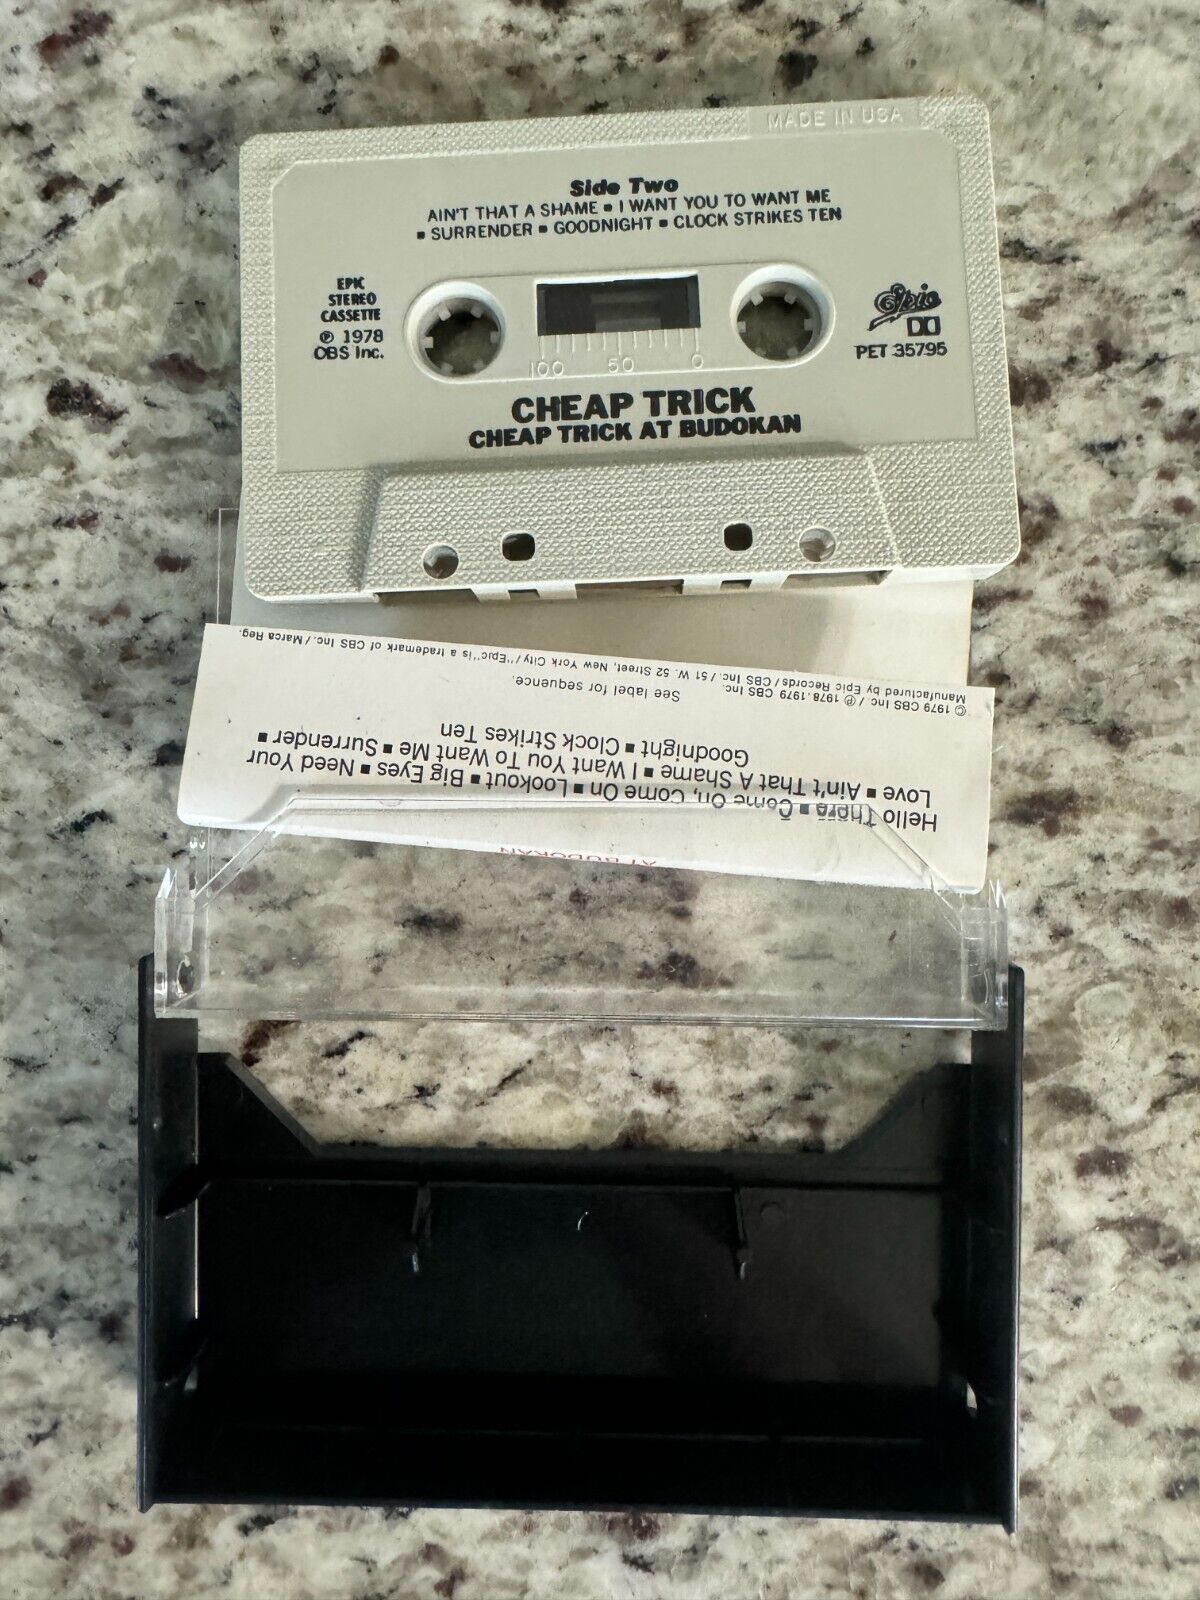 MADE IN USA
Side Two
AIN'T THAT A SHAME ▪ I WANT YOU TO WANT ME
▪ SURRENDER ▪ GOODNIGHT ▪ CLOCK STRIKES TEN
EPIC
STEREO
CASSETTE
℗ 1978
CBS Inc.
Epic
PET 35795
100 50 0
CHEAP TRICK
CHEAP TRICK AT BUDOKAN
AT BUDOKAN
Hello There ▪ Come On, Come On ▪ Lookout ▪ Big Eyes ▪ Need Your
Love ▪ Ain't That A Shame ▪ I Want You To Want Me ▪ Surrender ▪
Goodnight ▪ Clock Strikes Ten
See label for sequence.
© 1979 CBS Inc. / ℗ 1978, 1979 CBS Inc.
Manufactured by Epic Records / CBS Inc. / 51 W. 52 Street, New York City / "Epic" is a trademark of CBS Inc. / Marca Reg.